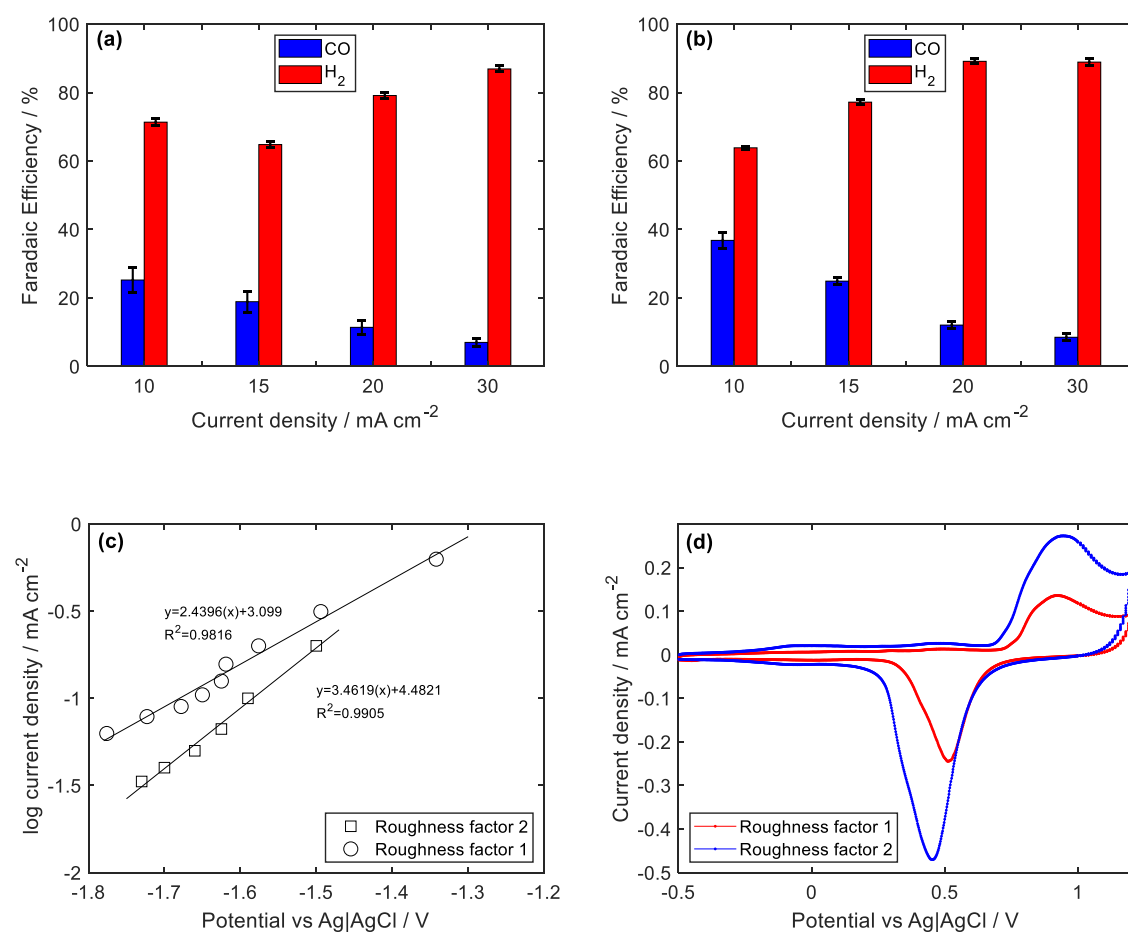 (a)
CO
H2
100
80
60
40
20
0
Faradaic Efficiency / %
10 15 20 30
Current density / mA cm-2
(b)
CO
H2
100
80
60
40
20
0
Faradaic Efficiency / %
10 15 20 30
Current density / mA cm-2
(c)
0
-0.5
-1
-1.5
-2
log current density / mA cm-2
y=2.4396(x)+3.099
R2=0.9816
y=3.4619(x)+4.4821
R2=0.9905
Roughness factor 2
Roughness factor 1
-1.8 -1.7 -1.6 -1.5 -1.4 -1.3 -1.2
Potential vs Ag|AgCl / V
(d)
0.2
0.1
0
-0.1
-0.2
-0.3
-0.4
-0.5
Current density / mA cm-2
Roughness factor 1
Roughness factor 2
-0.5 0 0.5 1
Potential vs Ag|AgCl / V